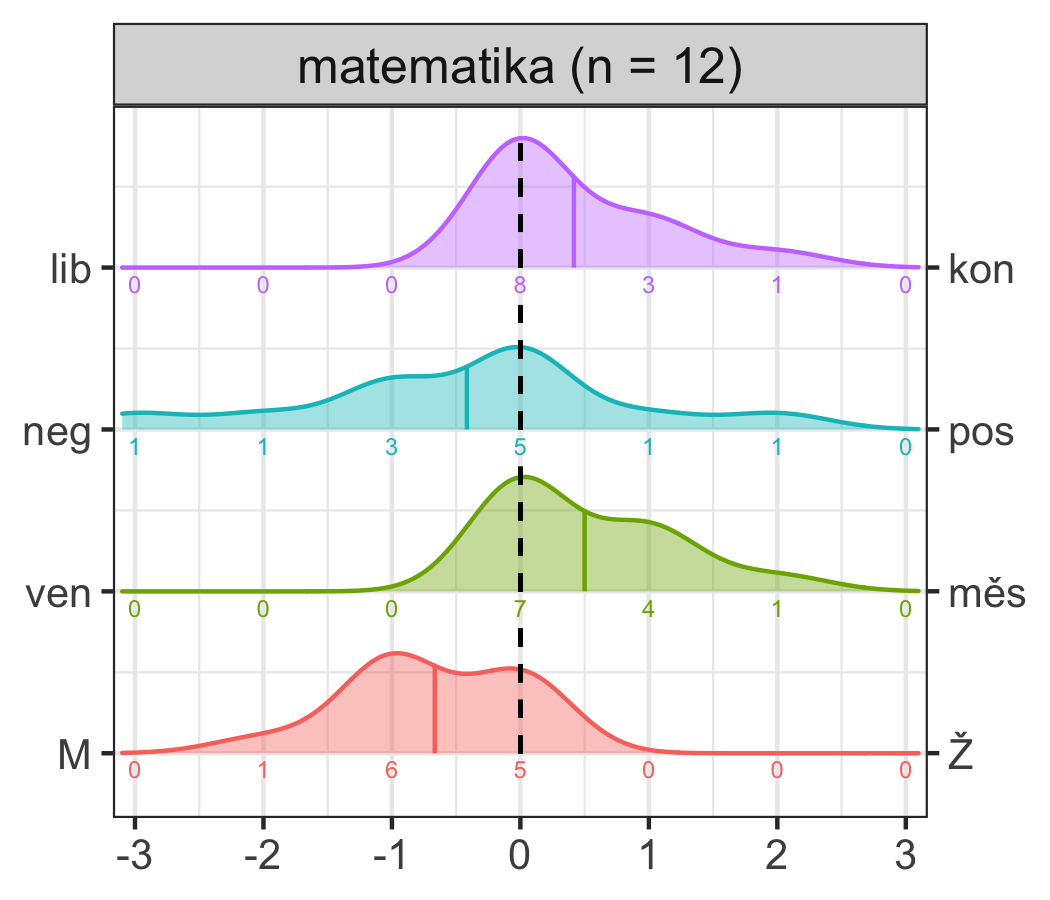 matematika (n = 12)
lib kon
0 0 0 8 3 1 0
neg pos
1 1 3 5 1 1 0
ven měs
0 0 0 7 4 1 0
M Ž
0 1 6 5 0 0 0
-3 -2 -1 0 1 2 3